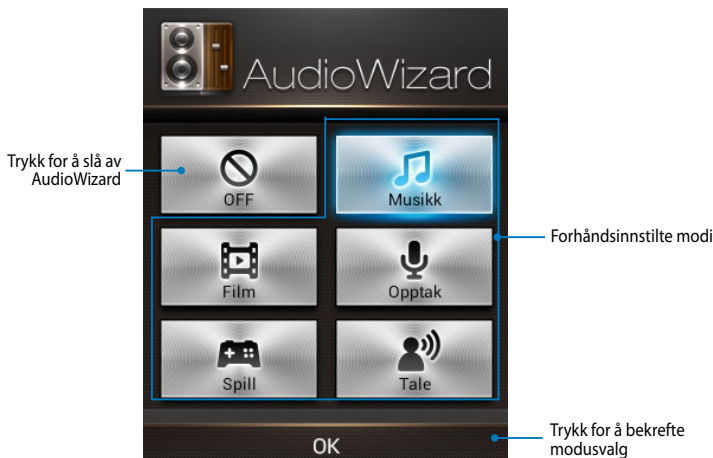 AudioWizard
Trykk for å slå av
AudioWizard
OFF
Musikk
Forhåndsinnstilte modi
Film
Opptak
Spill
Tale
OK
Trykk for å bekrefte
modusvalg